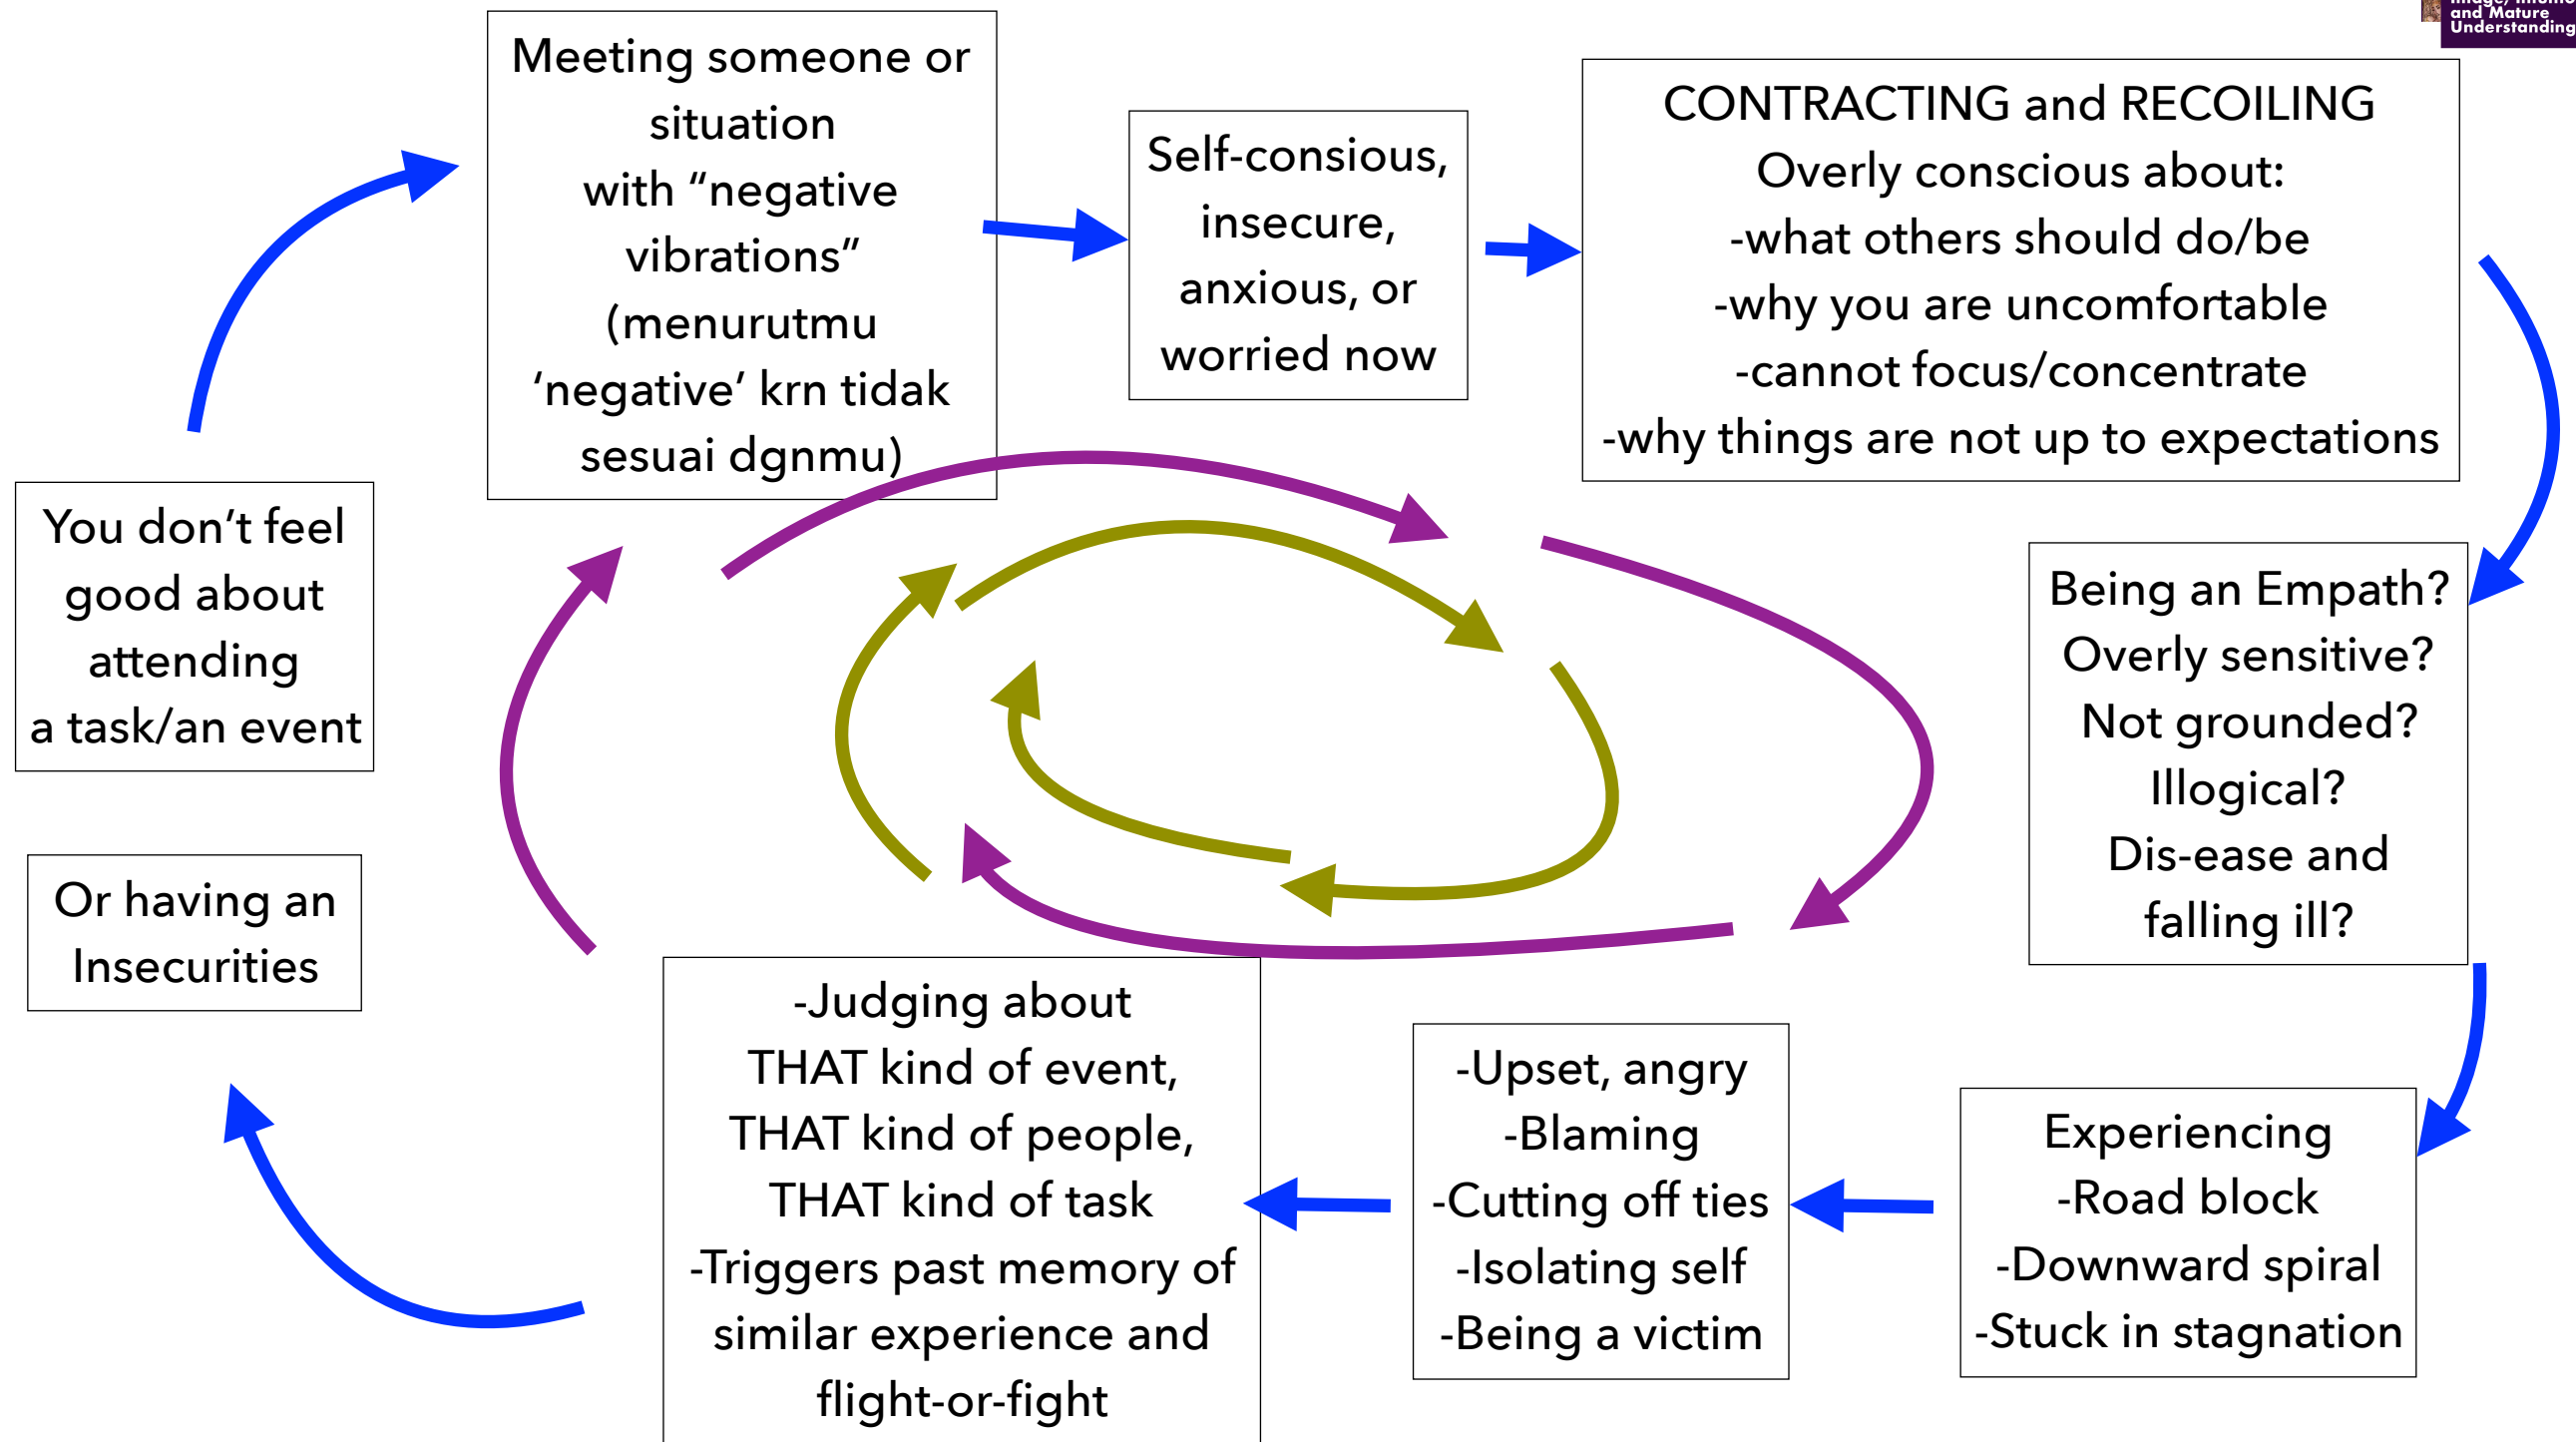 and Mature
Understanding
Meeting someone or
situation
with “negative
vibrations”
(menurutmu
‘negative’ krn tidak
sesuai dgnmu)
Self-consious,
insecure,
anxious, or
worried now
CONTRACTING and RECOILING
Overly conscious about:
-what others should do/be
-why you are uncomfortable
-cannot focus/concentrate
-why things are not up to expectations
Being an Empath?
Overly sensitive?
Not grounded?
Illogical?
Dis-ease and
falling ill?
Experiencing
-Road block
-Downward spiral
-Stuck in stagnation
-Upset, angry
-Blaming
-Cutting off ties
-Isolating self
-Being a victim
-Judging about
THAT kind of event,
THAT kind of people,
THAT kind of task
-Triggers past memory of
similar experience and
flight-or-fight
You don’t feel
good about
attending
a task/an event
Or having an
Insecurities